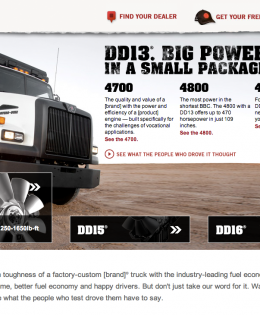 FIND YOUR DEALER
GET YOUR FREE
DD13®. BIG POWER
IN A SMALL PACKAG
4700
The quality and value of a
[brand] with the power and
efficiency of a [product]
engine — built specifically for
the challenges of vocational
applications.
See the 4700.
4800
The most power in the
shortest BBC. The 4800 with a
DD13 offers up to 470
horsepower in just 109
inches.
See the 4800.
SEE WHAT THE PEOPLE WHO DROVE IT THOUGHT
250-1650lb-ft
DD15®
DD16®
toughness of a factory-custom [brand]® truck with the industry-leading fuel econ
me, better fuel economy and happy drivers. But don't just take our word for it. W
what the people who test drove them have to say.